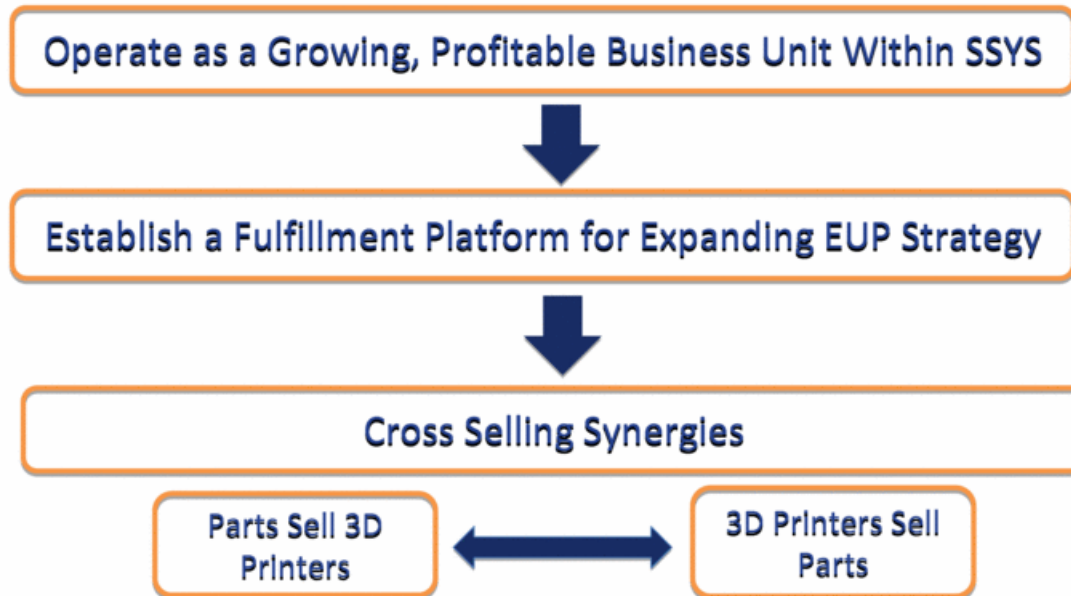 Operate as a Growing, Profitable Business Unit Within SSYS
Establish a Fulfillment Platform for Expanding EUP Strategy
Cross Selling Synergies
Parts Sell 3D
Printers
3D Printers Sell
Parts